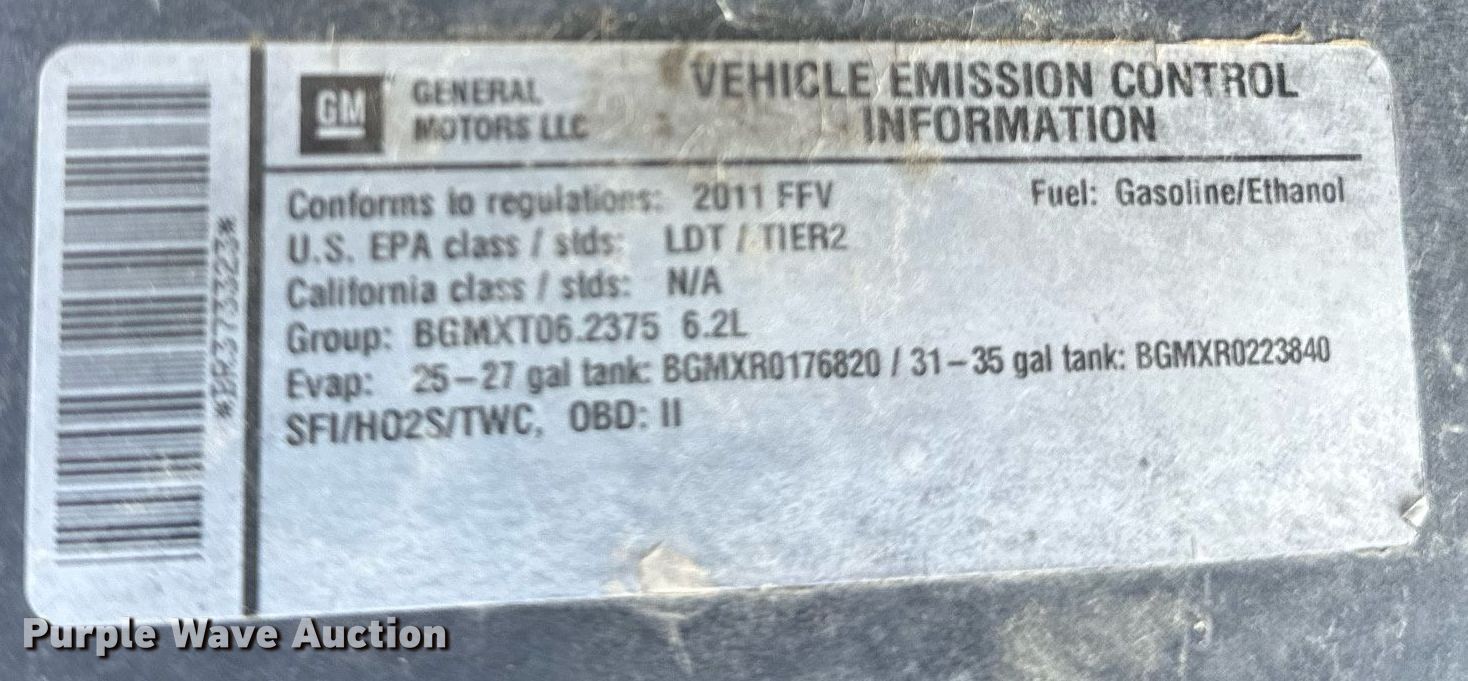 GM GENERAL MOTORS LLC
VEHICLE EMISSION CONTROL
INFORMATION
Conforms to regulations: 2011 FFV Fuel: Gasoline/Ethanol
U.S. EPA class / stds: LDT / TIER2
California class / stds: N/A
Group: BGMXT06.2375 6.2L
Evap: 25-27 gal tank: BGMXR0176820 / 31-35 gal tank: BGMXR0223840
SFI/HO2S/TWC, OBD: II
*BR373323*
Purple Wave Auction